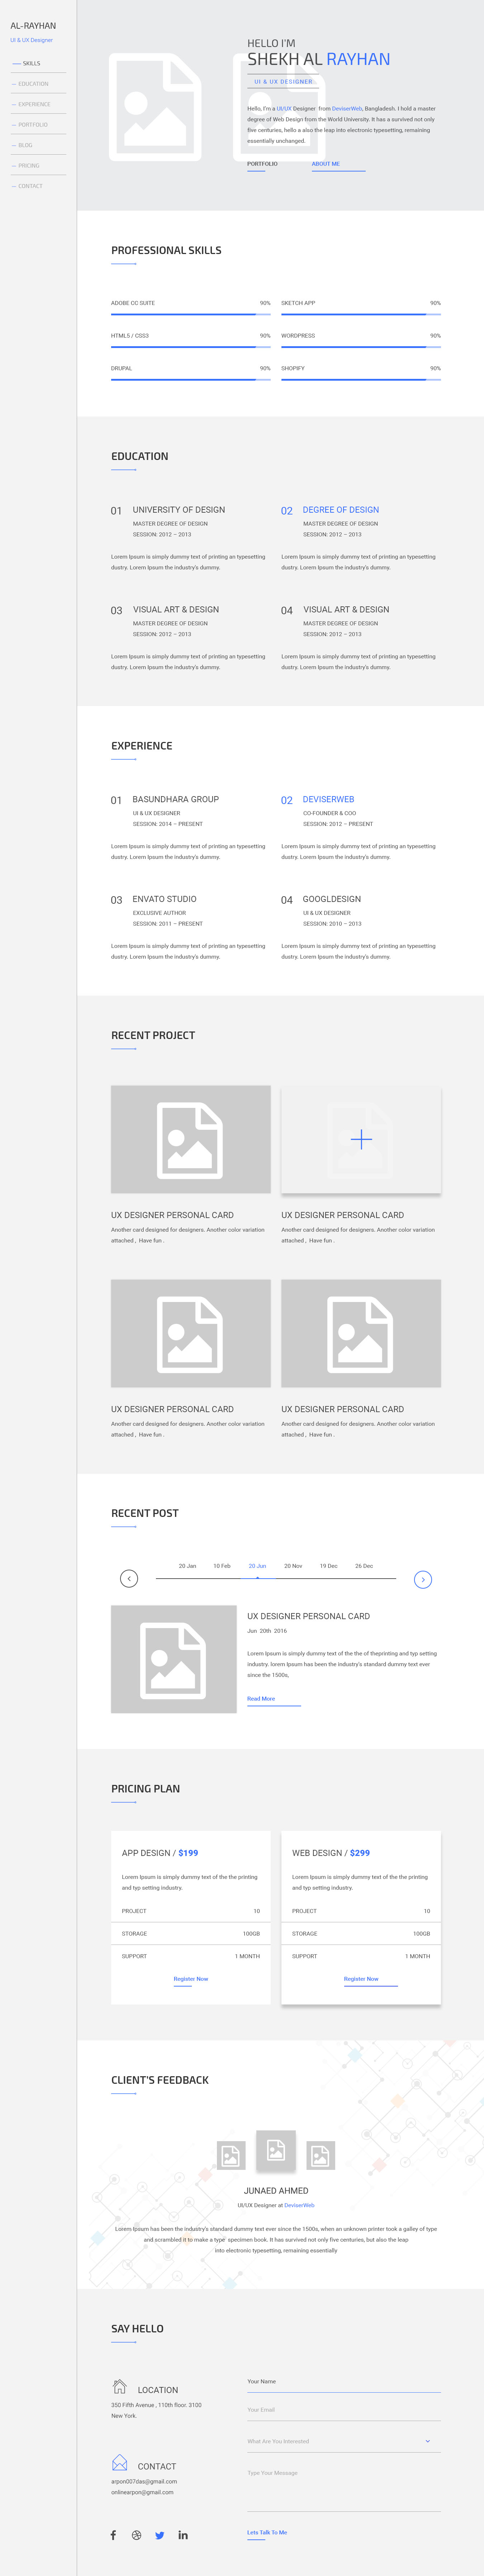 AL-RAYHAN
UI & UX Designer
SKILLS
EDUCATION
EXPERIENCE
PORTFOLIO
BLOG
PRICING
CONTACT
HELLO I'M
SHEKH AL RAYHAN
UI & UX DESIGNER
Hello, I'm a UI/UX Designer from DeviserWeb, Bangladesh. I hold a master
degree of Web Design from the World University. It has a survived not only
five centuries, hello a also the leap into electronic typesetting, remaining
essentially unchanged.
PORTFOLIO ABOUT ME
PROFESSIONAL SKILLS
ADOBE CC SUITE 90%
SKETCH APP 90%
HTML5 / CSS3 90%
WORDPRESS 90%
DRUPAL 90%
SHOPIFY 90%
EDUCATION
01 UNIVERSITY OF DESIGN
MASTER DEGREE OF DESIGN
SESSION: 2012 – 2013
Lorem Ipsum is simply dummy text of printing an typesetting
dustry. Lorem Ipsum the industry's dummy.
02 DEGREE OF DESIGN
MASTER DEGREE OF DESIGN
SESSION: 2012 – 2013
Lorem Ipsum is simply dummy text of printing an typesetting
dustry. Lorem Ipsum the industry's dummy.
03 VISUAL ART & DESIGN
MASTER DEGREE OF DESIGN
SESSION: 2012 – 2013
Lorem Ipsum is simply dummy text of printing an typesetting
dustry. Lorem Ipsum the industry's dummy.
04 VISUAL ART & DESIGN
MASTER DEGREE OF DESIGN
SESSION: 2012 – 2013
Lorem Ipsum is simply dummy text of printing an typesetting
dustry. Lorem Ipsum the industry's dummy.
EXPERIENCE
01 BASUNDHARA GROUP
UI & UX DESIGNER
SESSION: 2014 – PRESENT
Lorem Ipsum is simply dummy text of printing an typesetting
dustry. Lorem Ipsum the industry's dummy.
02 DEVISERWEB
CO-FOUNDER & COO
SESSION: 2012 – PRESENT
Lorem Ipsum is simply dummy text of printing an typesetting
dustry. Lorem Ipsum the industry's dummy.
03 ENVATO STUDIO
EXCLUSIVE AUTHOR
SESSION: 2011 – PRESENT
Lorem Ipsum is simply dummy text of printing an typesetting
dustry. Lorem Ipsum the industry's dummy.
04 GOOGLDESIGN
UI & UX DESIGNER
SESSION: 2010 – 2013
Lorem Ipsum is simply dummy text of printing an typesetting
dustry. Lorem Ipsum the industry's dummy.
RECENT PROJECT
UX DESIGNER PERSONAL CARD
Another card designed for designers. Another color variation
attached , Have fun .
UX DESIGNER PERSONAL CARD
Another card designed for designers. Another color variation
attached , Have fun .
UX DESIGNER PERSONAL CARD
Another card designed for designers. Another color variation
attached , Have fun .
UX DESIGNER PERSONAL CARD
Another card designed for designers. Another color variation
attached , Have fun .
RECENT POST
20 Jan 10 Feb 20 Jun 20 Nov 19 Dec 26 Dec
UX DESIGNER PERSONAL CARD
Jun 20th 2016
Lorem Ipsum is simply dummy text of the the of theprinting and typ setting
industry. lorem Ipsum has been the industry's standard dummy text ever
since the 1500s,
Read More
PRICING PLAN
APP DESIGN / $199
Lorem Ipsum is simply dummy text of the the printing
and typ setting industry.
PROJECT 10
STORAGE 100GB
SUPPORT 1 MONTH
Register Now
WEB DESIGN / $299
Lorem Ipsum is simply dummy text of the the printing
and typ setting industry.
PROJECT 10
STORAGE 100GB
SUPPORT 1 MONTH
Register Now
CLIENT'S FEEDBACK
JUNAED AHMED
UI/UX Designer at DeviserWeb
Lorem Ipsum has been the industry's standard dummy text ever since the 1500s, when an unknown printer took a galley of type
and scrambled it to make a type specimen book. It has survived not only five centuries, but also the leap
into electronic typesetting, remaining essentially
SAY HELLO
LOCATION
350 Fifth Avenue , 110th floor. 3100
New York.
CONTACT
arpon007das@gmail.com
onlinearpon@gmail.com
Your Name
Your Email
What Are You Interested
Type Your Message
Lets Talk To Me